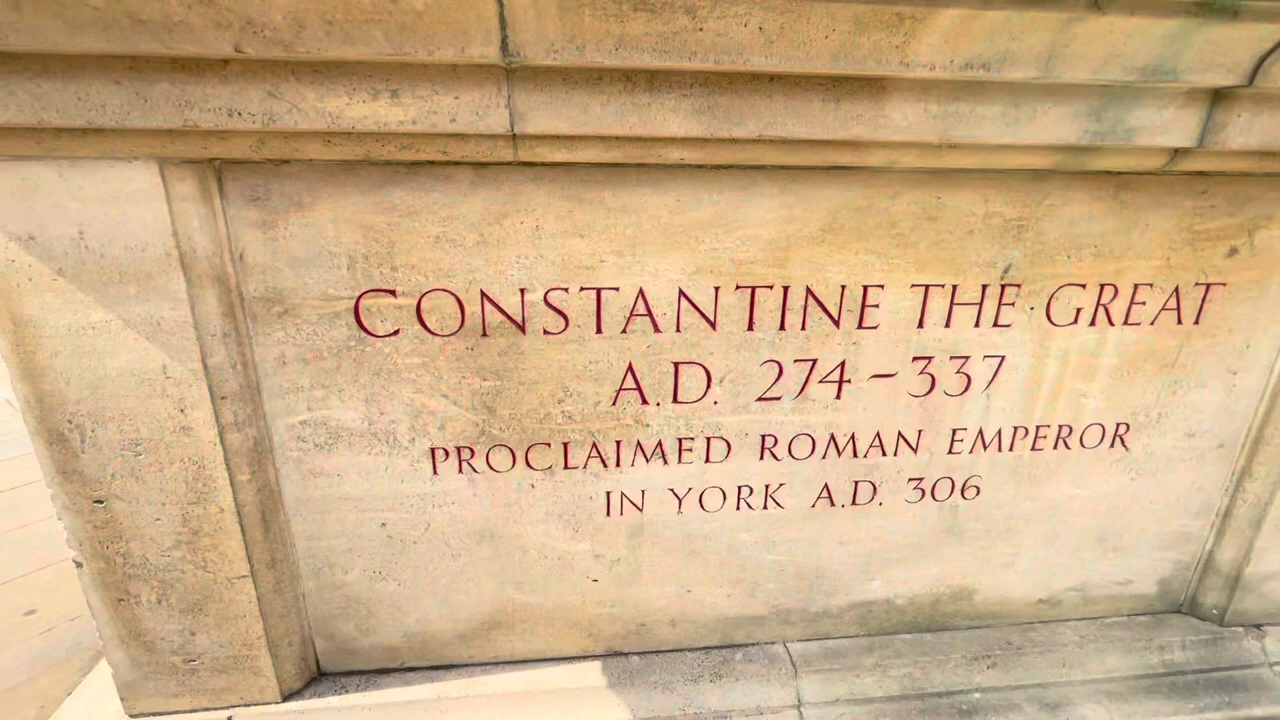 CONSTANTINE THE GREAT
A.D. 274-337
PROCLAIMED ROMAN EMPEROR
IN YORK A.D. 306